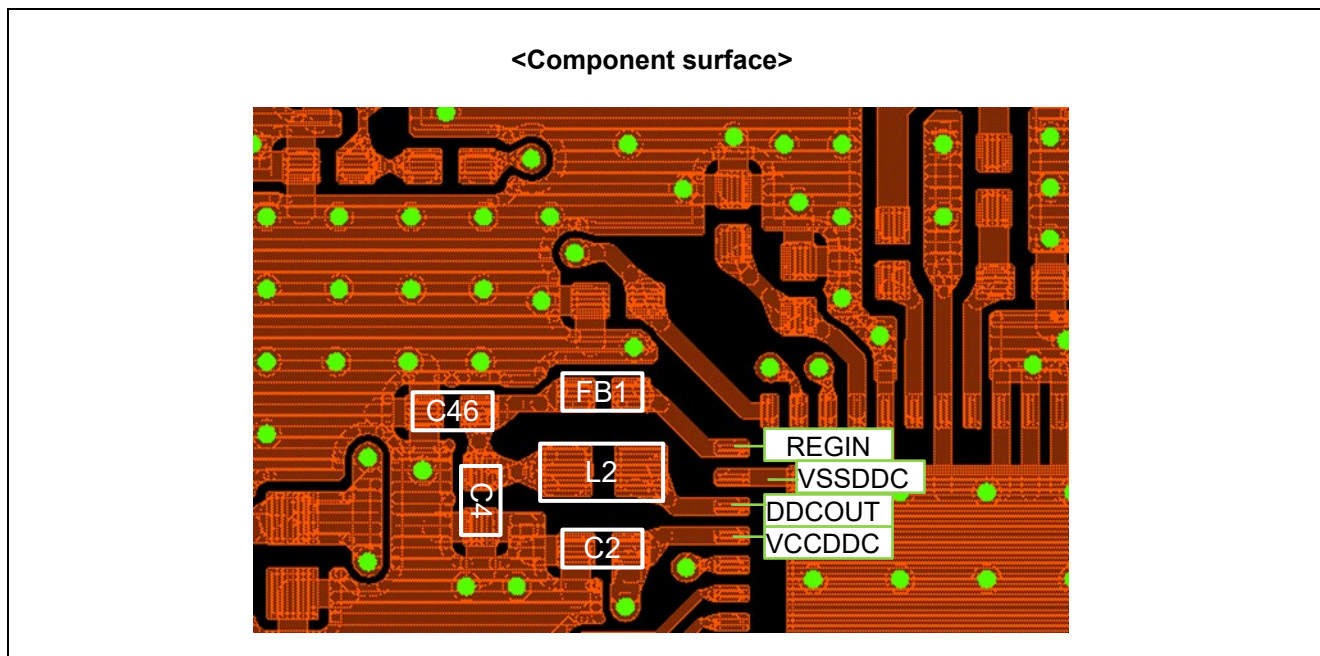 <Component surface>
FB1
C46
REGIN
L2
VSSDDC
C4
DDCOUT
VCCDDC
C2